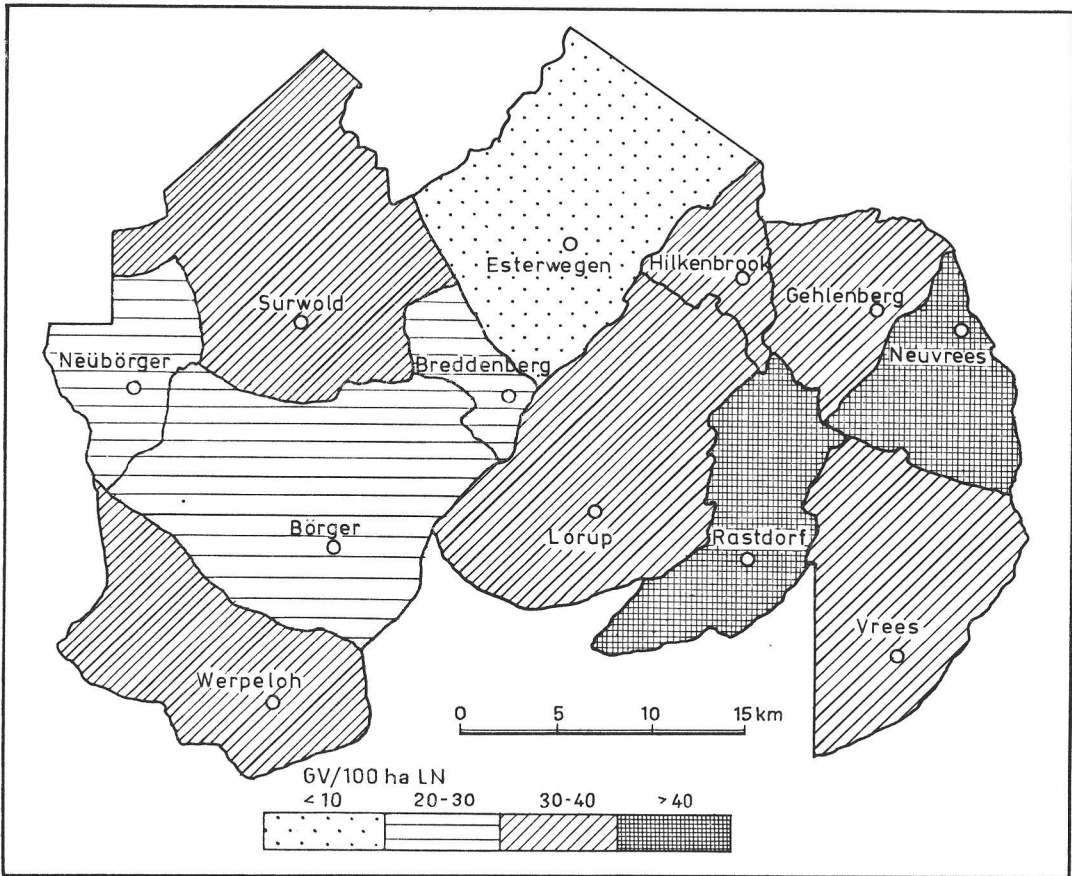 Esterwegen
Hilkenbrook
Surwold
Gehlenberg
Neubörger
Breddenberg
Neuvrees
Börger
Lorup
Rastdorf
Vrees
Werpeloh
0 5 10 15 km
GV/100 ha LN
< 10 20-30 30-40 > 40